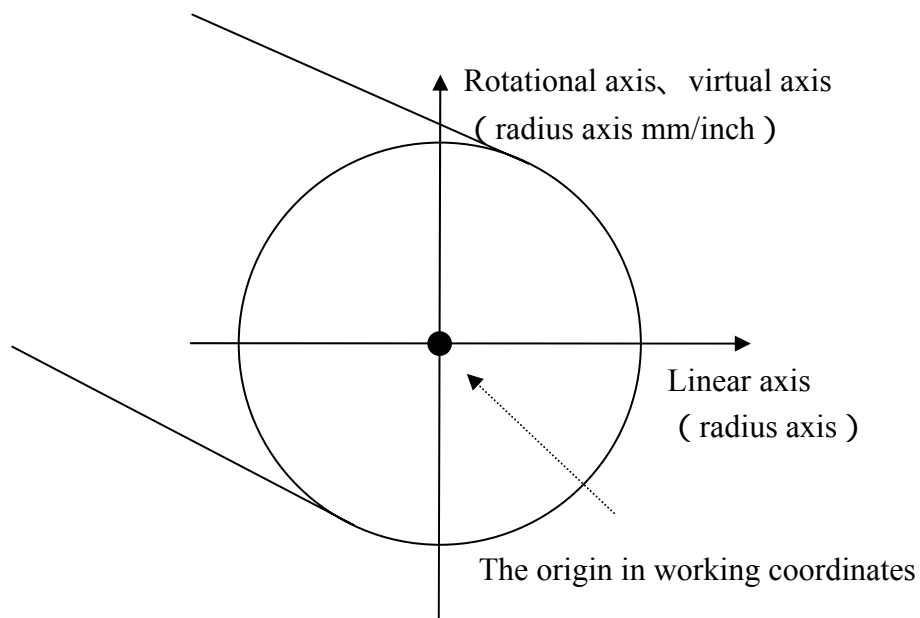 Rotational axis、virtual axis
（radius axis mm/inch）
Linear axis
（radius axis）
The origin in working coordinates